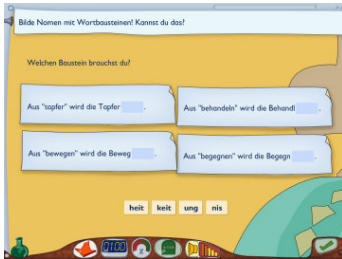 Bilde Nomen mit Wortbausteinen! Kannst du das?
Welchen Baustein brauchst du?
Aus "tapfer" wird die Tapfer .
Aus "behandeln" wird die Behandl .
Aus "bewegen" wird die Beweg .
Aus "begegnen" wird die Begegn .
heit keit ung nis